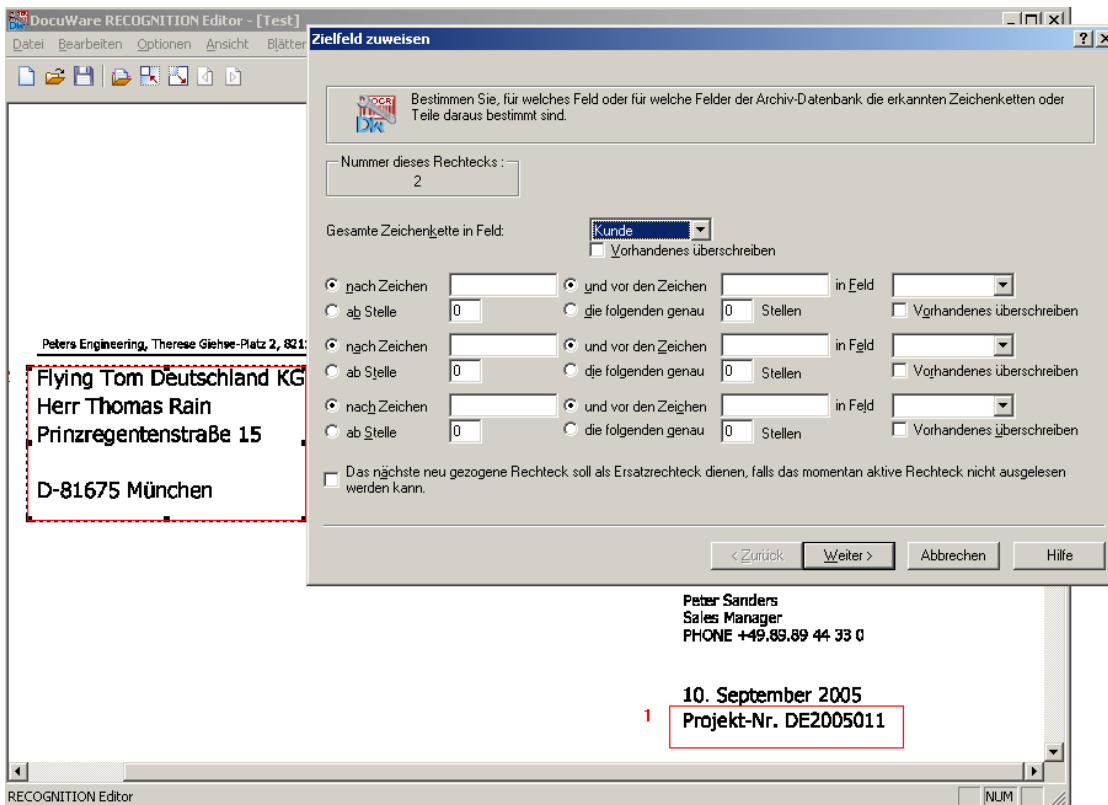 DocuWare RECOGNITION Editor - [Test]
Datei Bearbeiten Optionen Ansicht Blätter
Zielfeld zuweisen
OCR
DW
Bestimmen Sie, für welches Feld oder für welche Felder der Archiv-Datenbank die erkannten Zeichenketten oder
Teile daraus bestimmt sind.
Nummer dieses Rechtecks :
2
Gesamte Zeichenkette in Feld: Kunde
Vorhandenes überschreiben
nach Zeichen und vor den Zeichen in Feld
ab Stelle 0 die folgenden genau 0 Stellen Vorhandenes überschreiben
nach Zeichen und vor den Zeichen in Feld
ab Stelle 0 die folgenden genau 0 Stellen Vorhandenes überschreiben
nach Zeichen und vor den Zeichen in Feld
ab Stelle 0 die folgenden genau 0 Stellen Vorhandenes überschreiben
Das nächste neu gezogene Rechteck soll als Ersatzrechteck dienen, falls das momentan aktive Rechteck nicht ausgelesen
werden kann.
< Zurück Weiter > Abbrechen Hilfe
Peters Engineering, Therese Giehse-Platz 2,
Flying Tom Deutschland KG
Herr Thomas Rain
Prinzregentenstraße 15
D-81675 München
Peter Sanders
Sales Manager
PHONE +49.89.89 44 33 0
10. September 2005
1 Projekt-Nr. DE2005011
RECOGNITION Editor NUM